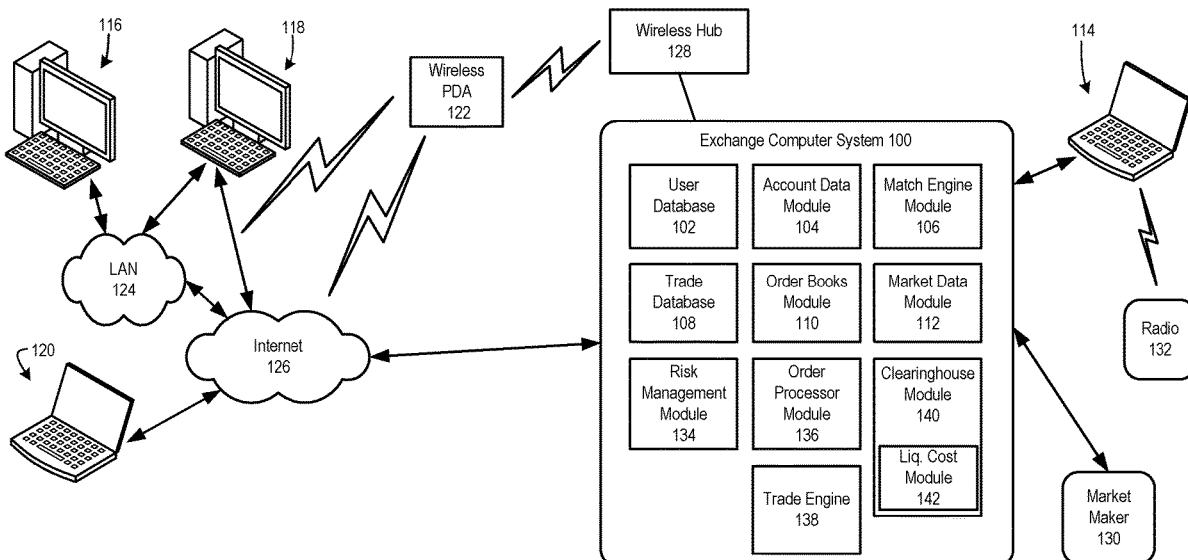 116
118
Wireless
PDA
122
Wireless Hub
128
114
Exchange Computer System 100
User
Database
102
Account Data
Module
104
Match Engine
Module
106
Trade
Database
108
Order Books
Module
110
Market Data
Module
112
Risk
Management
Module
134
Order
Processor
Module
136
Clearinghouse
Module
140
Liq. Cost
Module
142
Trade Engine
138
LAN
124
Internet
126
120
Radio
132
Market
Maker
130